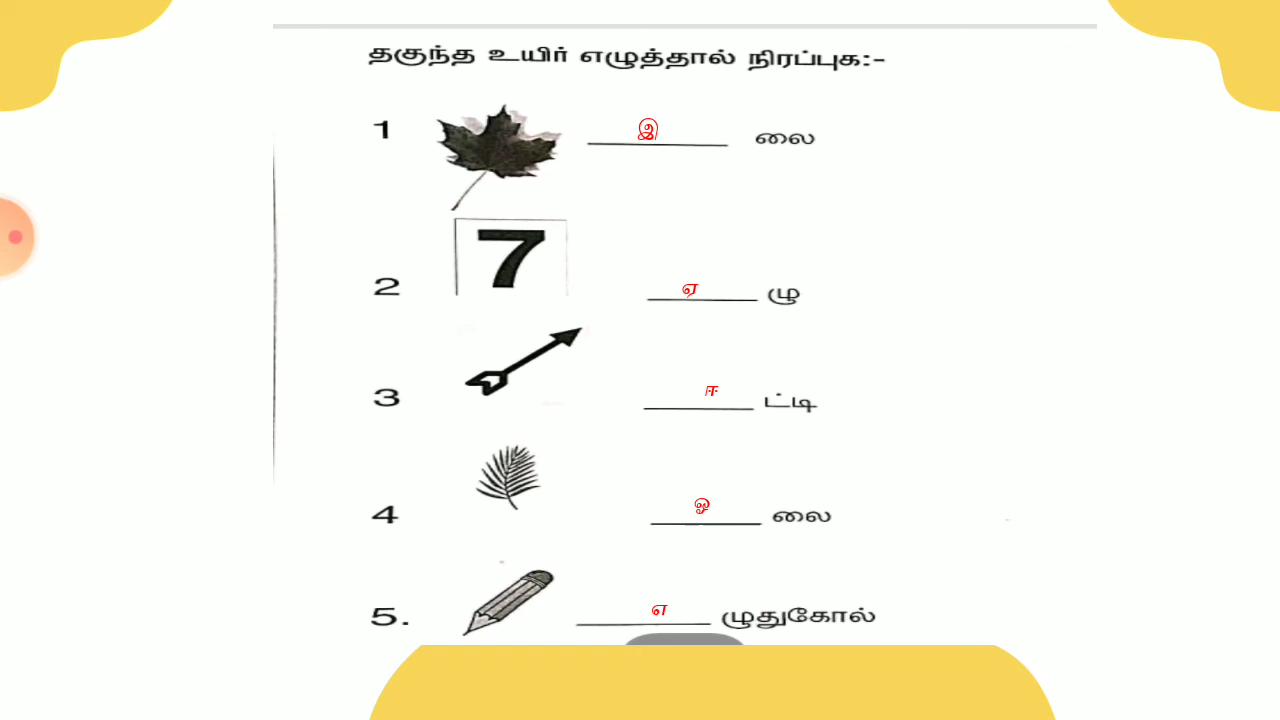 தகுந்த உயிர் எழுத்தால் நிரப்புக:-
1 இ லை
7
2 ஏ ழு
3 ஈ ட்டி
4 ஓ லை
5. எ ழுதுகோல்